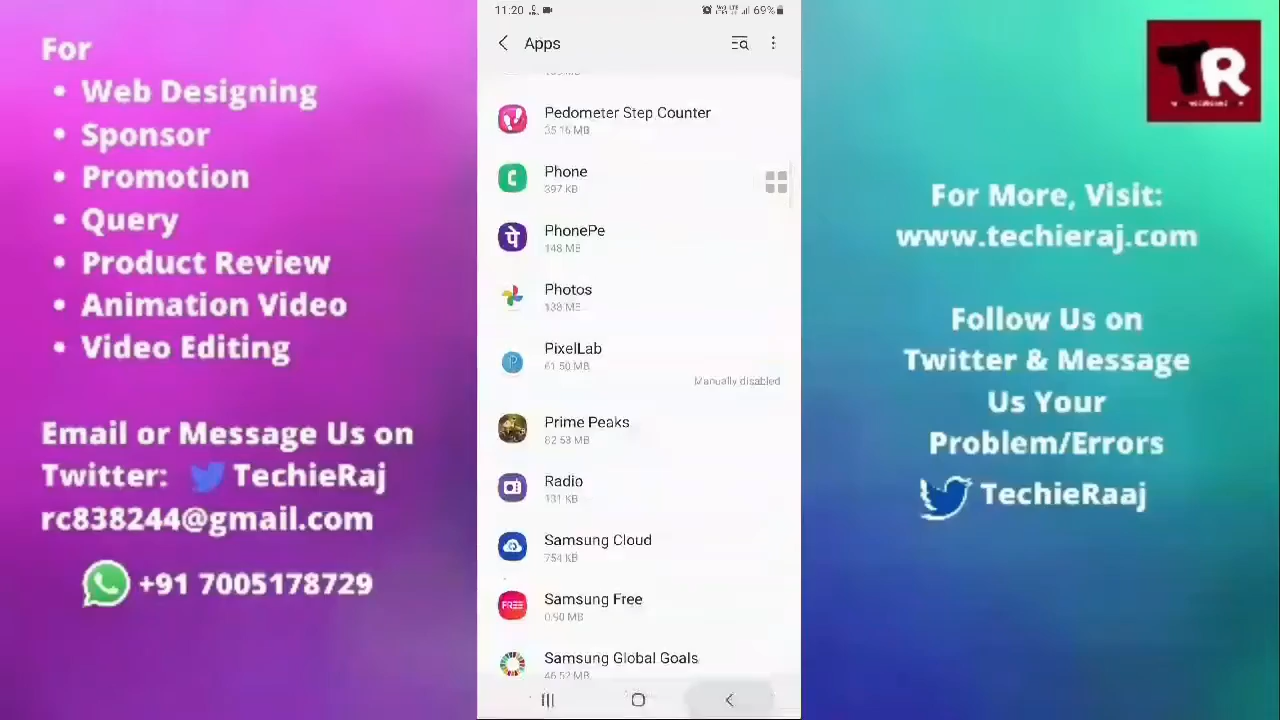 For
• Web Designing
• Sponsor
• Promotion
• Query
• Product Review
• Animation Video
• Video Editing
Email or Message Us on
Twitter: TechieRaj
rc838244@gmail.com
+91 7005178729
11:20
69%
Apps
Pedometer Step Counter
35.16 MB
Phone
397 KB
PhonePe
148 MB
Photos
138 MB
PixelLab
61.50 MB
Manually disabled
Prime Peaks
82.53 MB
Radio
131 KB
Samsung Cloud
754 KB
FREE
Samsung Free
0.90 MB
Samsung Global Goals
46.52 MB
TR
For More, Visit:
www.techieraj.com
Follow Us on
Twitter & Message
Us Your
Problem/Errors
TechieRaaj